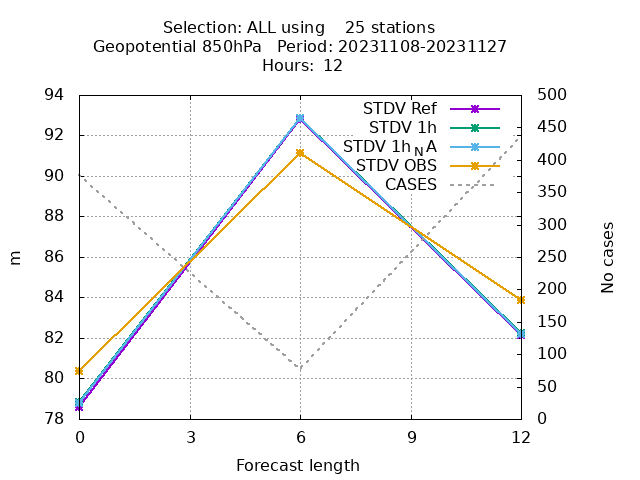 Selection: ALL using    25 stations
Geopotential 850hPa   Period: 20231108-20231127
Hours: 12
94
92
90
88
86
84
82
80
78
m
STDV Ref
STDV 1h
STDV 1h_N A
STDV OBS
CASES
500
450
400
350
300
250
200
150
100
50
0
No cases
0 3 6 9 12
Forecast length